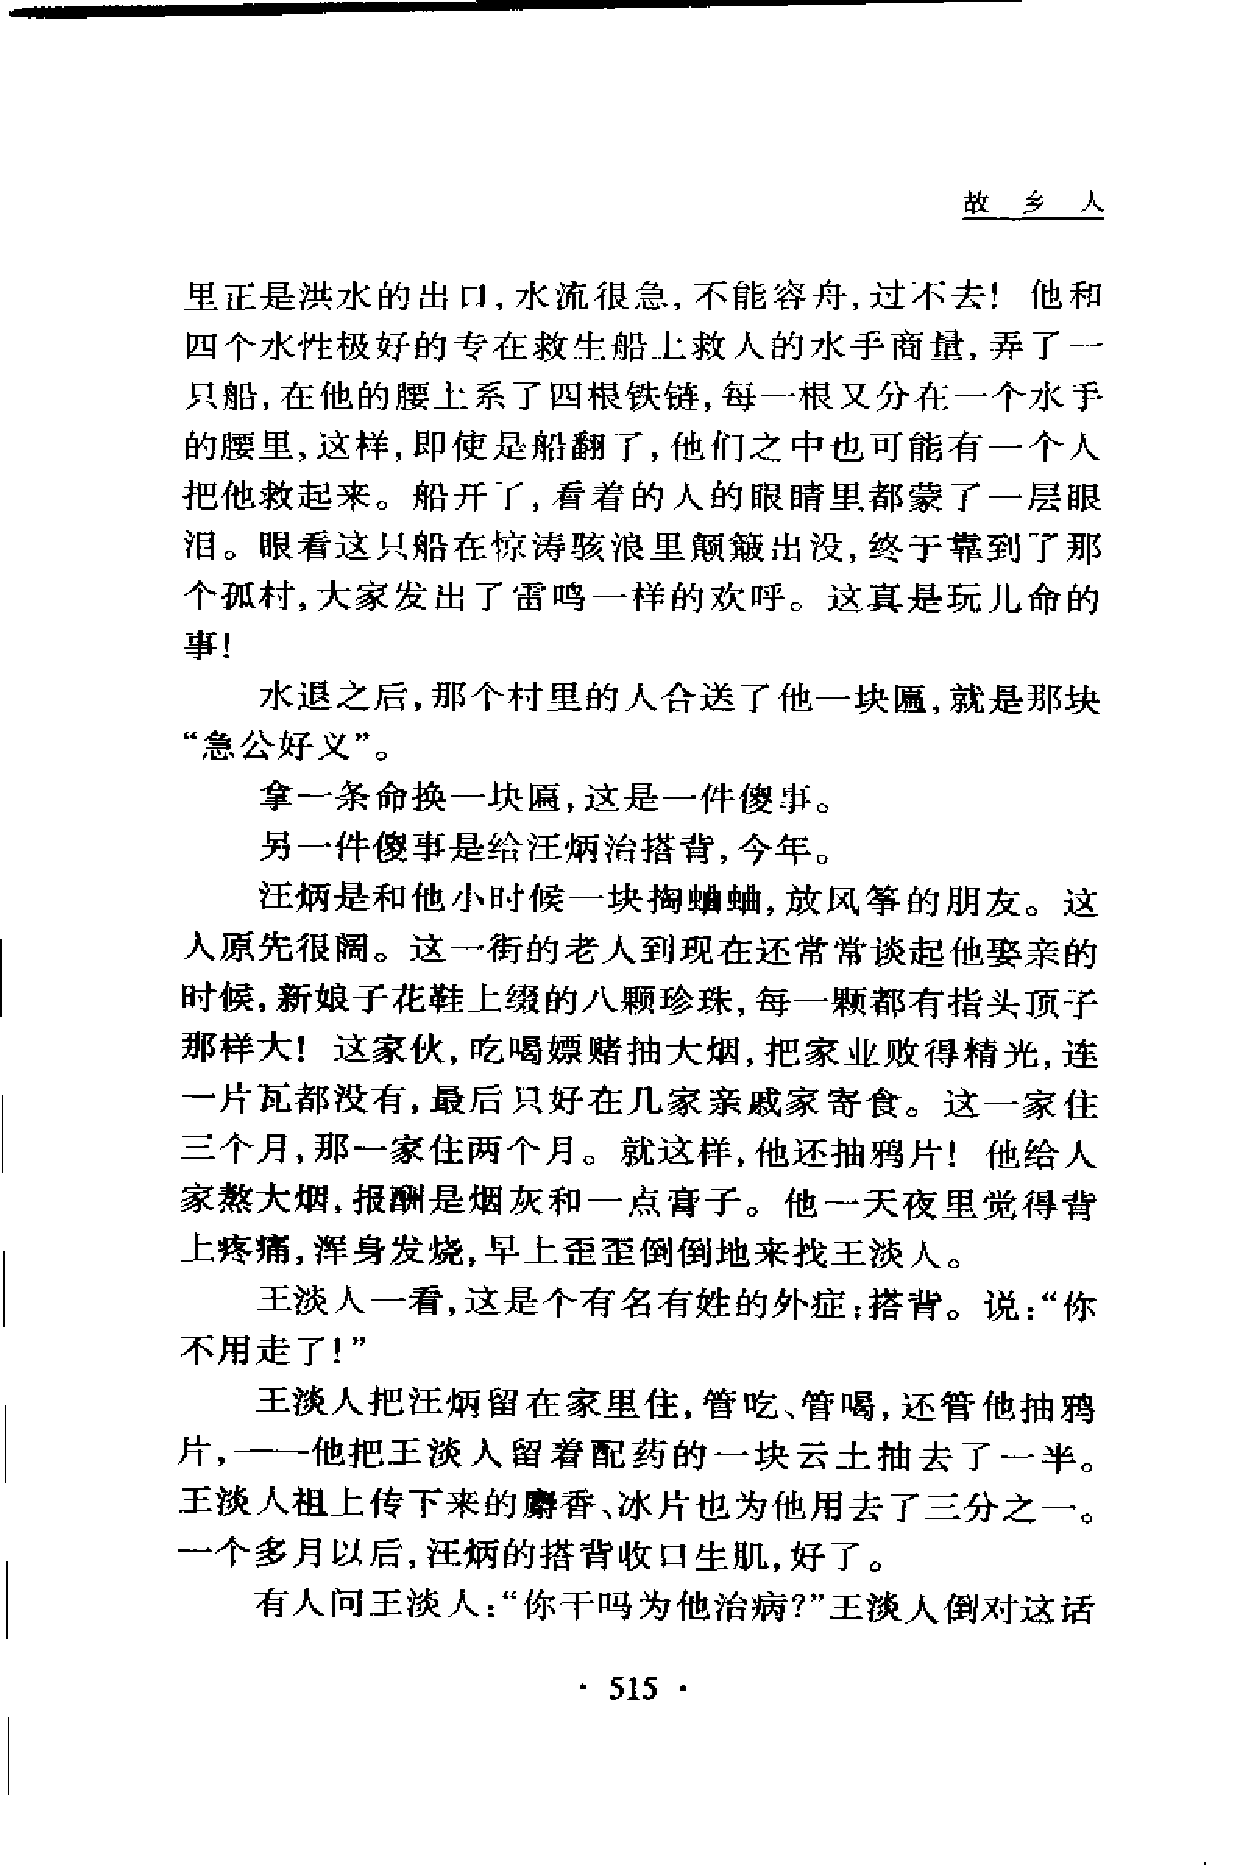 故 乡 人
里正是洪水的出口,水流很急,不能容舟,过不去! 他和
四个水性极好的专在救生船上救人的水手商量,弄了一
只船,在他的腰上系了四根铁链,每一根又分在一个水手
的腰里,这样,即使是船翻了,他们之中也可能有一个人
把他救起来。船开了,看着的人的眼睛里都蒙了一层眼
泪。眼看这只船在惊涛骇浪里颠簸出没,终于靠到了那
个孤村,大家发出了雷鸣一样的欢呼。这真是玩儿命的
事!
水退之后,那个村里的人合送了他一块匾,就是那块
“急公好义”。
拿一条命换一块匾,这是一件傻事。
另一件傻事是给汪炳治搭背,今年。
汪炳是和他小时候一块掏蛐蛐,放风筝的朋友。这
人原先很阔。这一街的老人到现在还常常谈起他娶亲的
时候,新娘子花鞋上缀的八颗珍珠,每一颗都有指头顶子
那样大! 这家伙,吃喝嫖赌抽大烟,把家业败得精光,连
一片瓦都没有,最后只好在几家亲戚家寄食。这一家住
三个月,那一家住两个月。就这样,他还抽鸦片! 他给人
家熬大烟,报酬是烟灰和一点膏子。他一天夜里觉得背
上疼痛,浑身发烧,早上歪歪倒倒地来找王淡人。
王淡人一看,这是个有名有姓的外症:搭背。说:“你
不用走了!”
王淡人把汪炳留在家里住,管吃、管喝,还管他抽鸦
片,——他把王淡人留着配药的一块云土抽去了一半。
王淡人祖上传下来的麝香、冰片也为他用去了三分之一。
一个多月以后,汪炳的搭背收口生肌,好了。
有人问王淡人:“你干吗为他治病?”王淡人倒对这话
· 515 ·